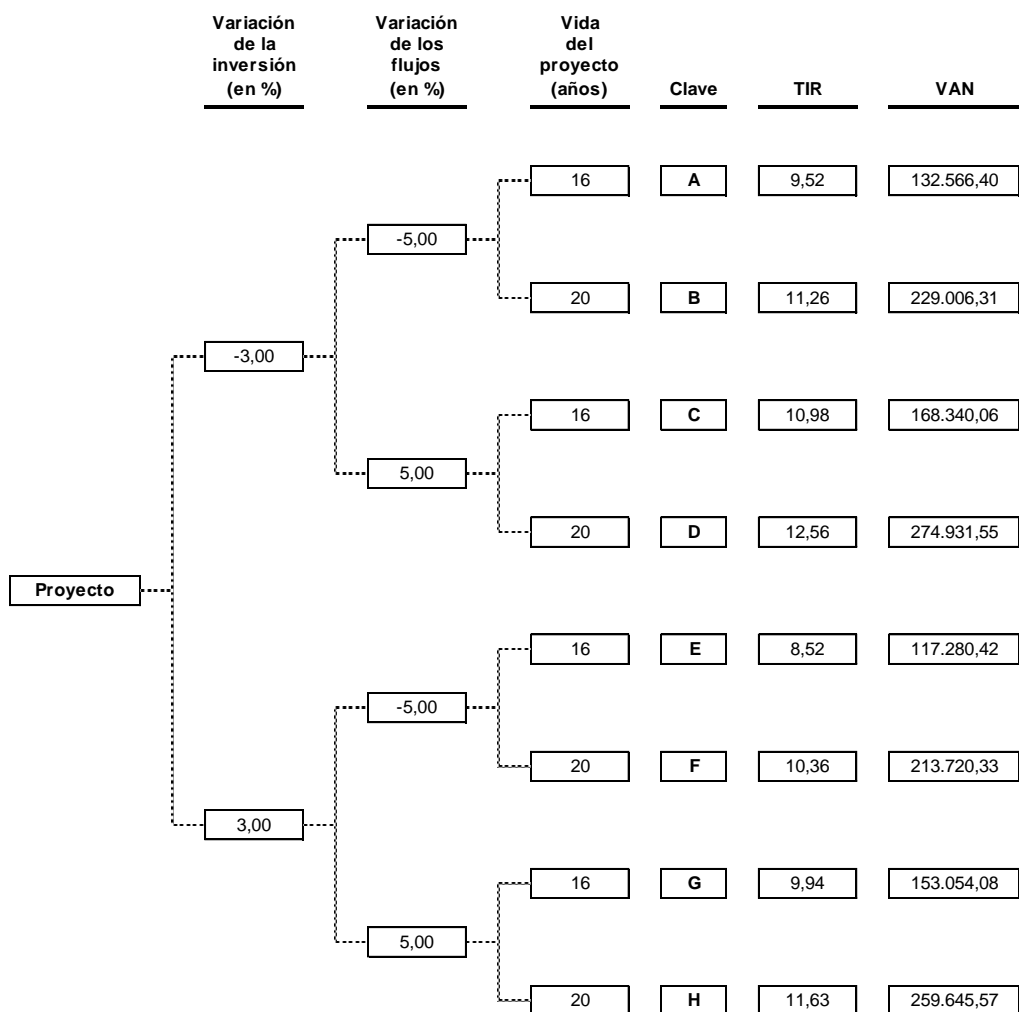 Variación de la inversión (en %)
Variación de los flujos (en %)
Vida del proyecto (años)
Clave
TIR
VAN
16 A 9,52 132.566,40
-5,00
20 B 11,26 229.006,31
-3,00
16 C 10,98 168.340,06
5,00
20 D 12,56 274.931,55
Proyecto
16 E 8,52 117.280,42
-5,00
20 F 10,36 213.720,33
3,00
16 G 9,94 153.054,08
5,00
20 H 11,63 259.645,57